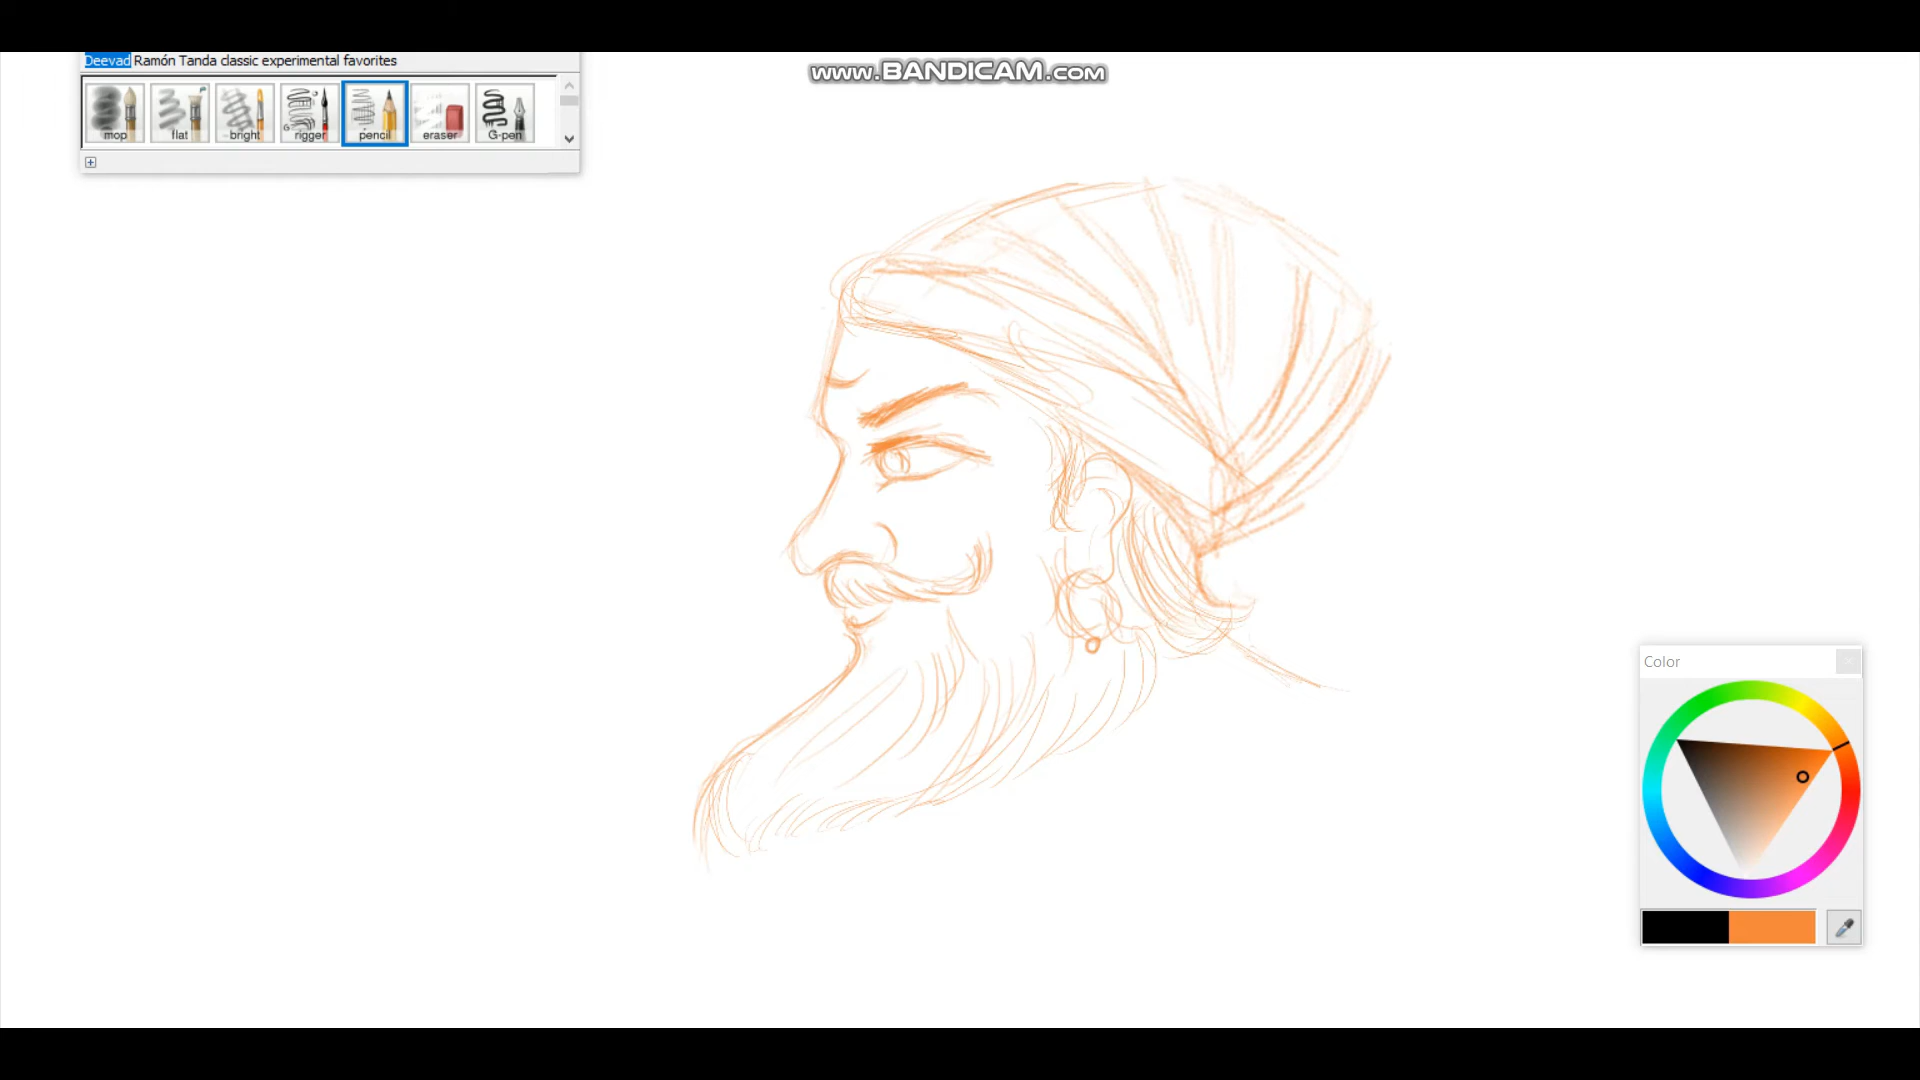 www.BANDICAM.com
Deevad Ramón Tanda classic experimental favorites
mop flat bright rigger pencil eraser G-pen
Color